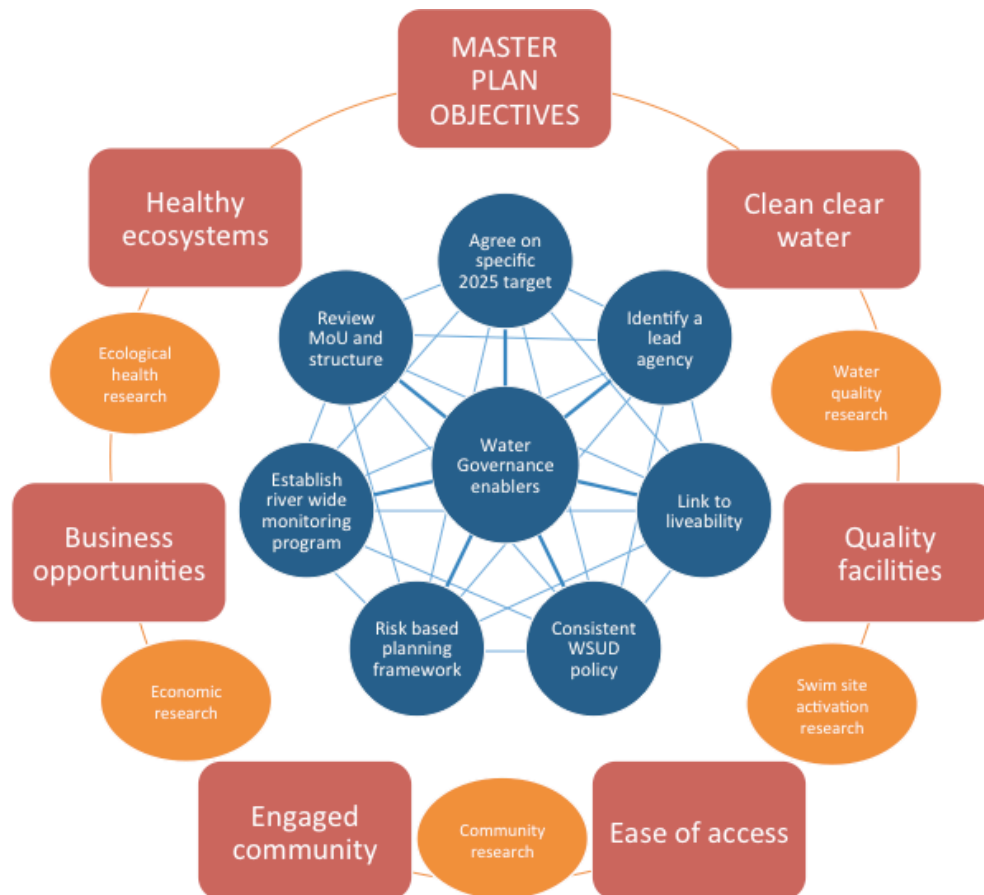 MASTER
PLAN
OBJECTIVES
Healthy
ecosystems
Clean clear
water
Agree on
specific
2025 target
Review
MoU and
structure
Identify a
lead
agency
Ecological
health
research
Water
quality
research
Water
Governance
enablers
Establish
river wide
monitoring
program
Link to
liveability
Business
opportunities
Quality
facilities
Risk based
planning
framework
Consistent
WSUD
policy
Economic
research
Swim site
activation
research
Engaged
community
Community
research
Ease of access